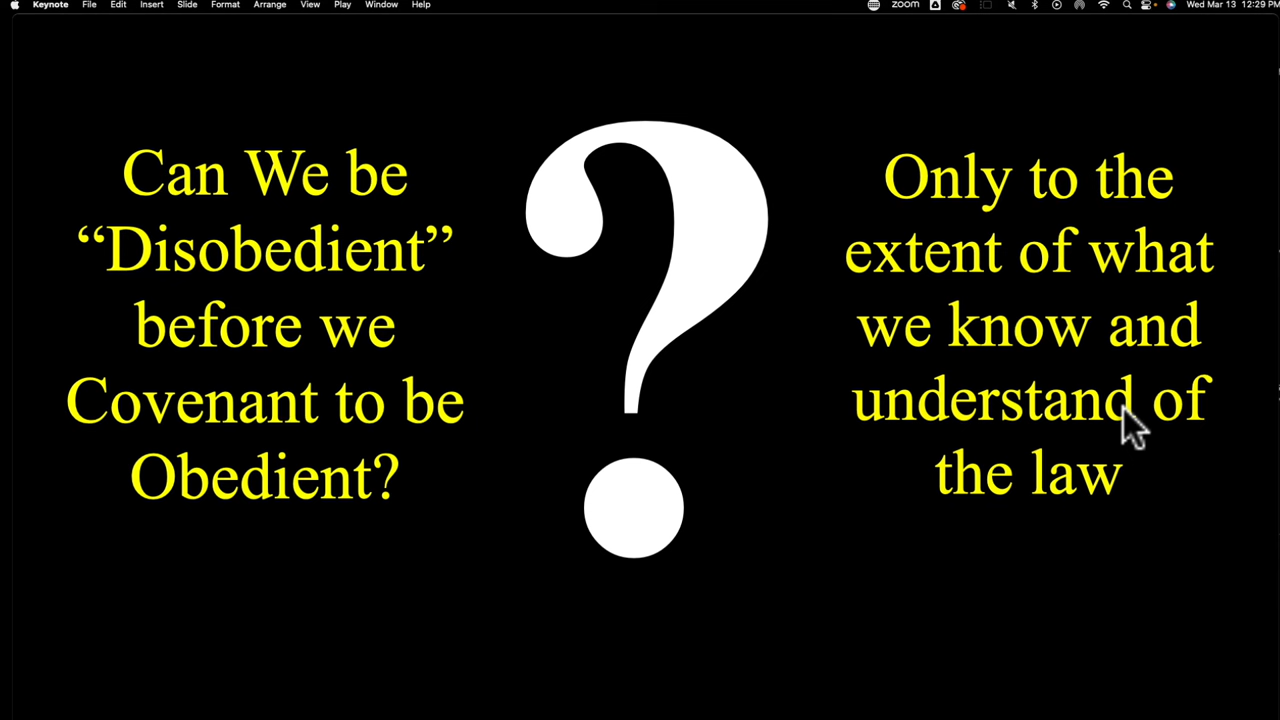 Keynote File Edit Insert Slide Format Arrange View Play Window Help zoom Wed Mar 13 12:29 PM
Can We be
“Disobedient”
before we
Covenant to be
Obedient?
?
Only to the
extent of what
we know and
understand of
the law